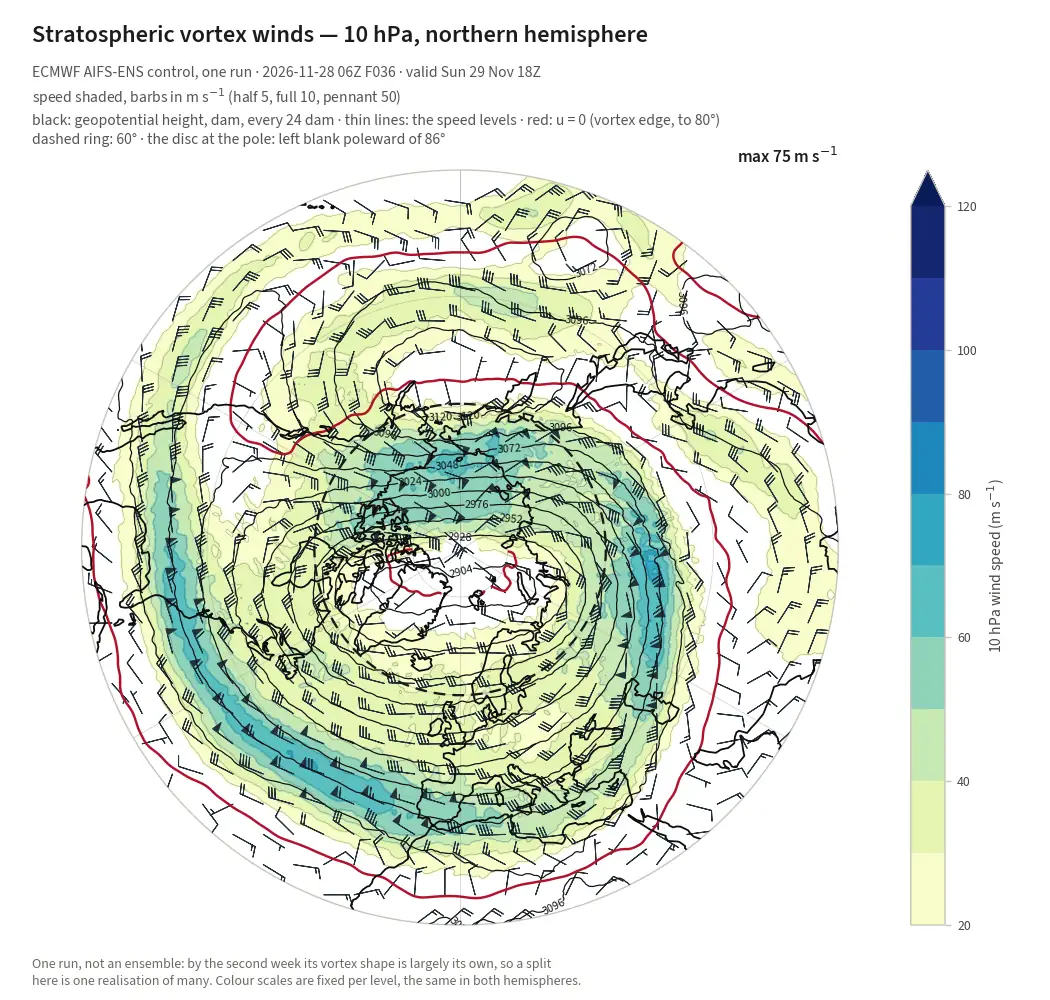 Stratospheric vortex winds — 10 hPa, northern hemisphere
ECMWF AIFS-ENS control, one run · 2026-11-28 06Z F036 · valid Sun 29 Nov 18Z
speed shaded, barbs in m s⁻¹ (half 5, full 10, pennant 50)
black: geopotential height, dam, every 24 dam · thin lines: the speed levels · red: u = 0 (vortex edge, to 80°)
dashed ring: 60° · the disc at the pole: left blank poleward of 86°
max 75 m s⁻¹
3072
3096
3096
3120
3120
3096
3072
3048
3024
3000
2976
2952
2928
2904
3096
120
100
80
60
40
20
10 hPa wind speed (m s⁻¹)
One run, not an ensemble: by the second week its vortex shape is largely its own, so a split
here is one realisation of many. Colour scales are fixed per level, the same in both hemispheres.